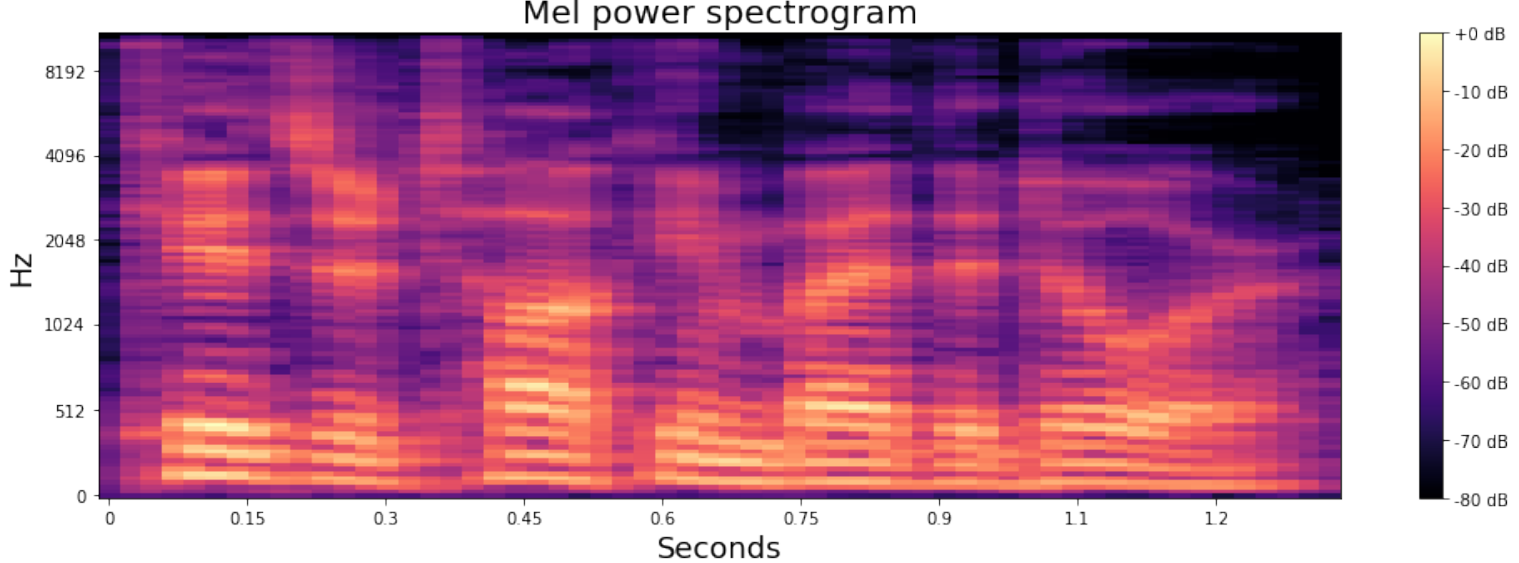 Mel power spectrogram
Hz
8192
4096
2048
1024
512
0
0 0.15 0.3 0.45 0.6 0.75 0.9 1.1 1.2
Seconds
+0 dB
-10 dB
-20 dB
-30 dB
-40 dB
-50 dB
-60 dB
-70 dB
-80 dB